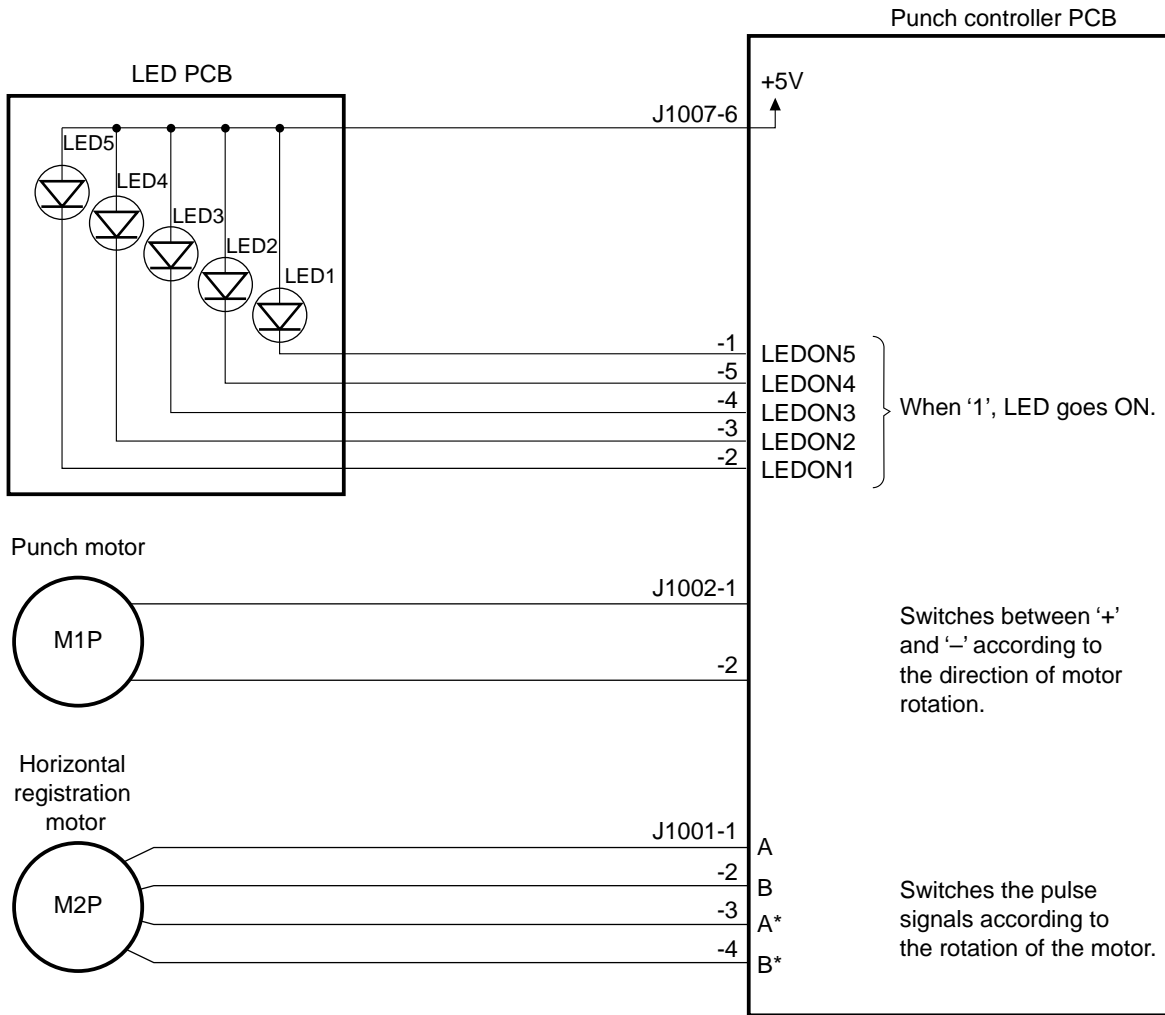 Punch controller PCB
LED PCB
+5V
J1007-6
LED5
LED4
LED3
LED2
LED1
-1
LEDON5
-5
LEDON4
-4
LEDON3
-3
LEDON2
-2
LEDON1
When ‘1’, LED goes ON.
Punch motor
M1P
J1002-1
-2
Switches between ‘+’
and ‘–’ according to
the direction of motor
rotation.
Horizontal
registration
motor
M2P
J1001-1
A
-2
B
-3
A*
-4
B*
Switches the pulse
signals according to
the rotation of the motor.